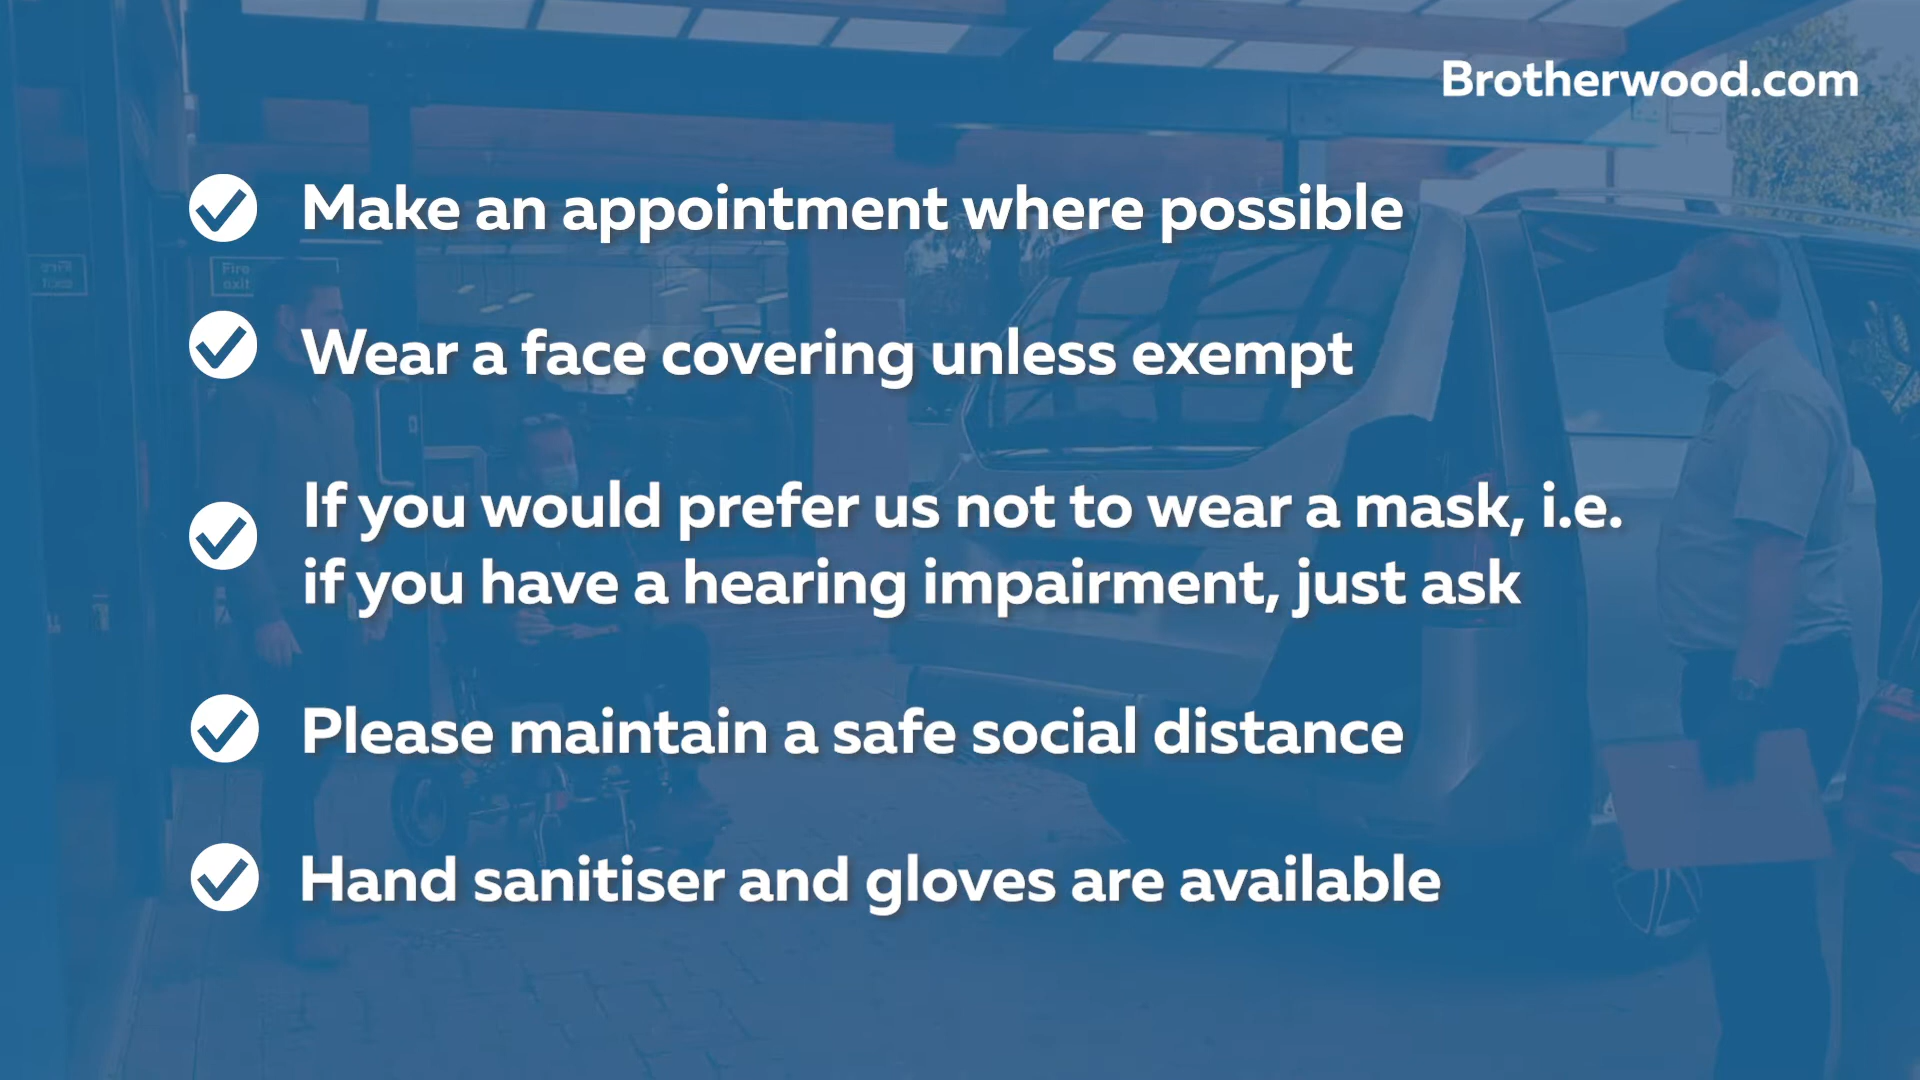 Brotherwood.com
Make an appointment where possible
Fire
exit
Wear a face covering unless exempt
If you would prefer us not to wear a mask, i.e.
if you have a hearing impairment, just ask
Please maintain a safe social distance
Hand sanitiser and gloves are available